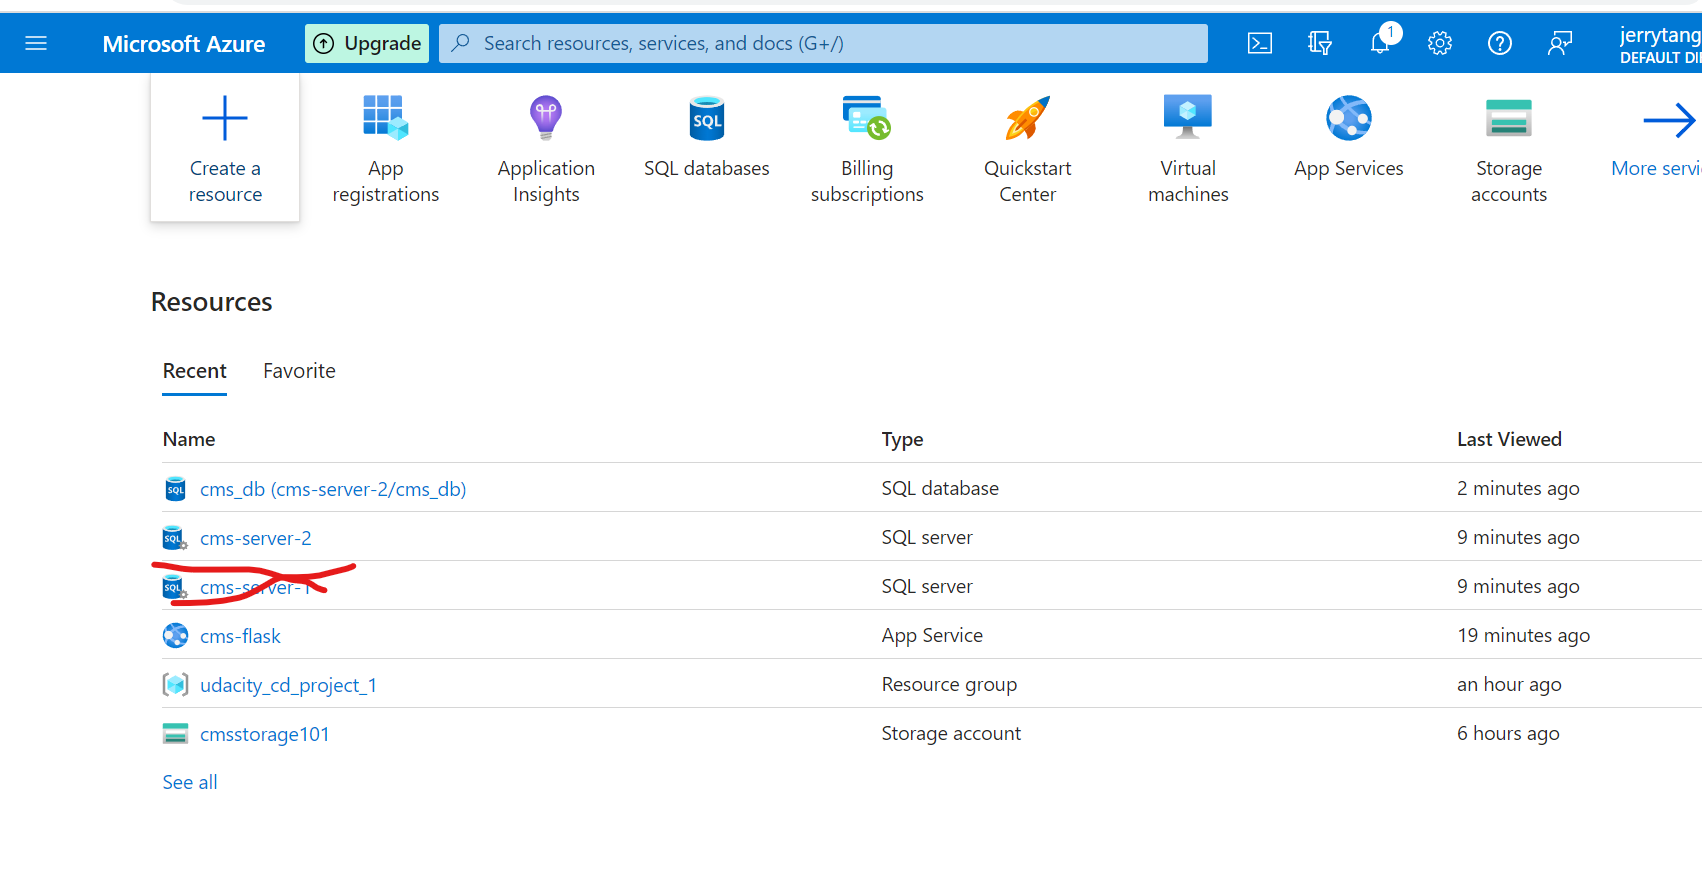 Microsoft Azure
Upgrade
Search resources, services, and docs (G+/)
1
jerrytang
DEFAULT DI
Create a
resource
App
registrations
Application
Insights
SQL
SQL databases
Billing
subscriptions
Quickstart
Center
Virtual
machines
App Services
Storage
accounts
More servi
Resources
Recent Favorite
Name Type Last Viewed
SQL cms_db (cms-server-2/cms_db) SQL database 2 minutes ago
SQL cms-server-2 SQL server 9 minutes ago
SQL cms-server-1 SQL server 9 minutes ago
cms-flask App Service 19 minutes ago
udacity_cd_project_1 Resource group an hour ago
cmsstorage101 Storage account 6 hours ago
See all